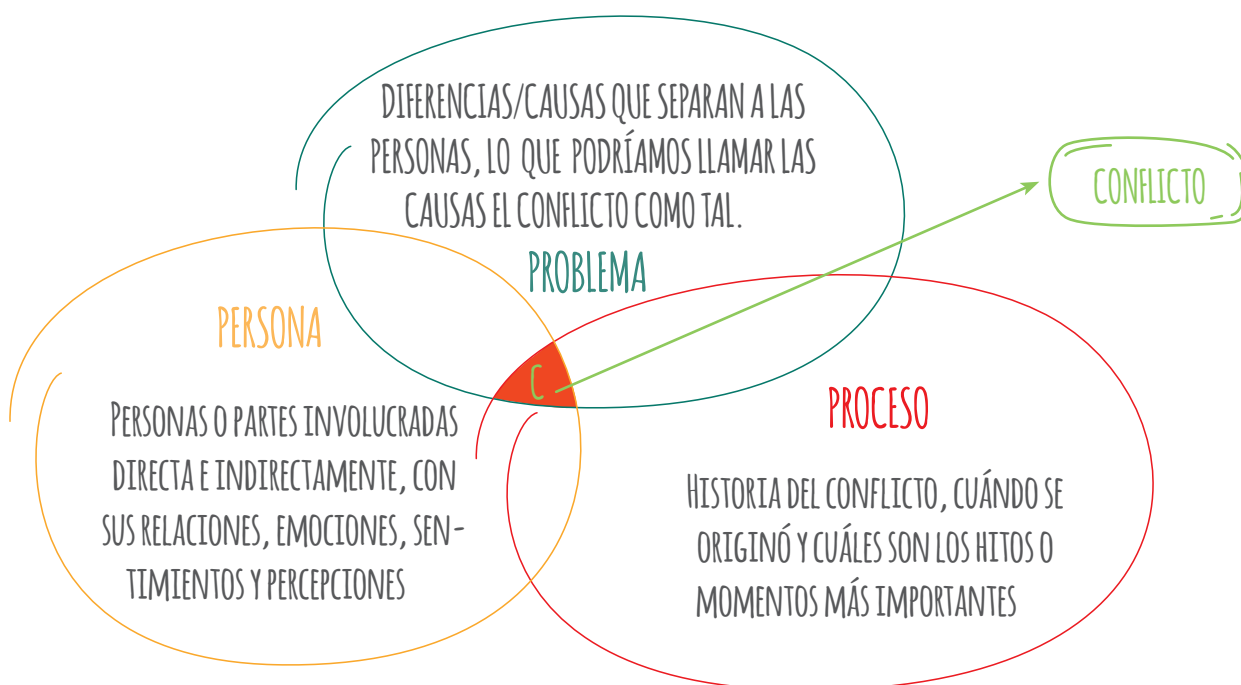 DIFERENCIAS/CAUSAS QUE SEPARAN A LAS
PERSONAS, LO QUE PODRÍAMOS LLAMAR LAS
CAUSAS EL CONFLICTO COMO TAL.
PROBLEMA
CONFLICTO
PERSONA
PERSONAS O PARTES INVOLUCRADAS
DIRECTA E INDIRECTAMENTE, CON
SUS RELACIONES, EMOCIONES, SEN-
TIMIENTOS Y PERCEPCIONES
C
PROCESO
HISTORIA DEL CONFLICTO, CUÁNDO SE
ORIGINÓ Y CUÁLES SON LOS HITOS O
MOMENTOS MÁS IMPORTANTES